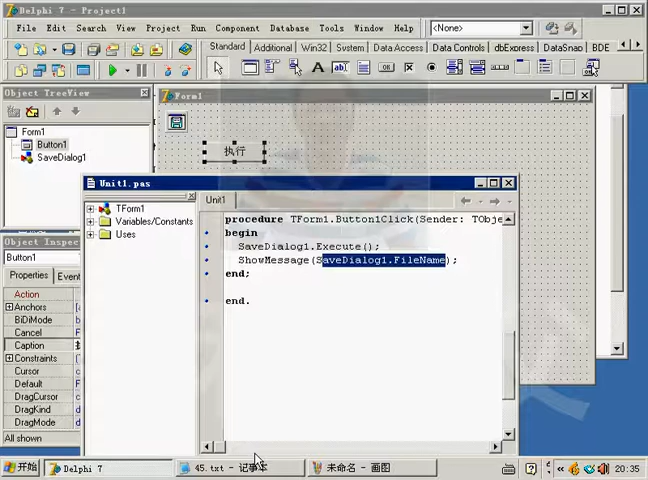 Delphi 7 - Project1
File Edit Search View Project Run Component Database Tools Window Help
<None>
Standard Additional Win32 System Data Access Data Controls dbExpress DataSnap BDE
Object TreeView
Form1
Button1
SaveDialog1
Form1
执行
Unit1.pas
TForm1
Variables/Constants
Uses
Unit1
procedure TForm1.Button1Click(Sender: TObje
begin
SaveDialog1.Execute();
ShowMessage(SaveDialog1.FileName);
end;
end.
Object Inspec
Button1
Properties Event
Action
Anchors
BiDiMode
Cancel
Caption
Constraints
Cursor
Default
DragCursor
DragKind
DragMode
All shown
开始 Delphi 7 45.txt - 记事本 未命名 - 画图 20:35